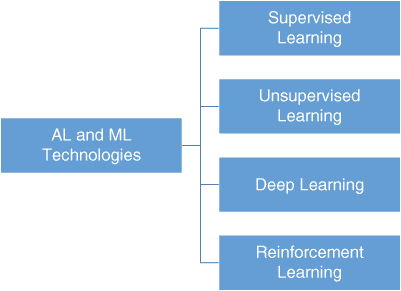 Supervised
Learning
Unsupervised
Learning
AL and ML
Technologies
Deep Learning
Reinforcement
Learning